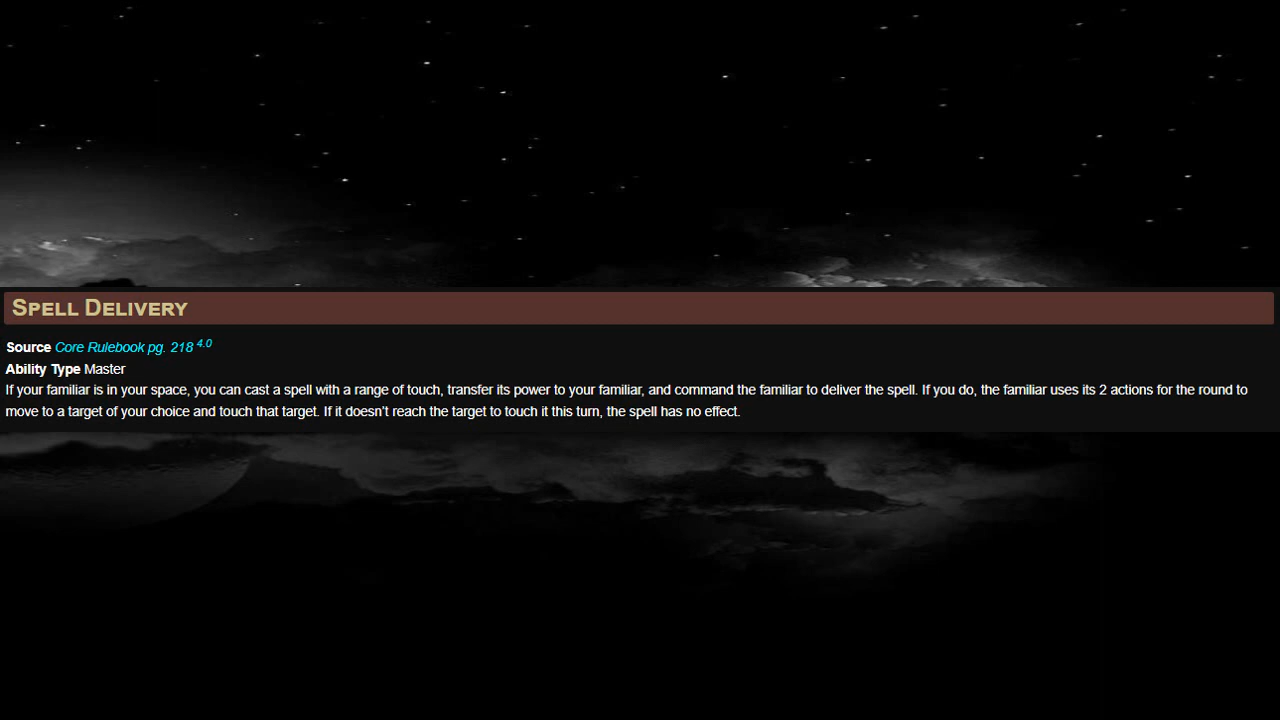 Spell Delivery
Source Core Rulebook pg. 218 4.0
Ability Type Master
If your familiar is in your space, you can cast a spell with a range of touch, transfer its power to your familiar, and command the familiar to deliver the spell. If you do, the familiar uses its 2 actions for the round to
move to a target of your choice and touch that target. If it doesn't reach the target to touch it this turn, the spell has no effect.